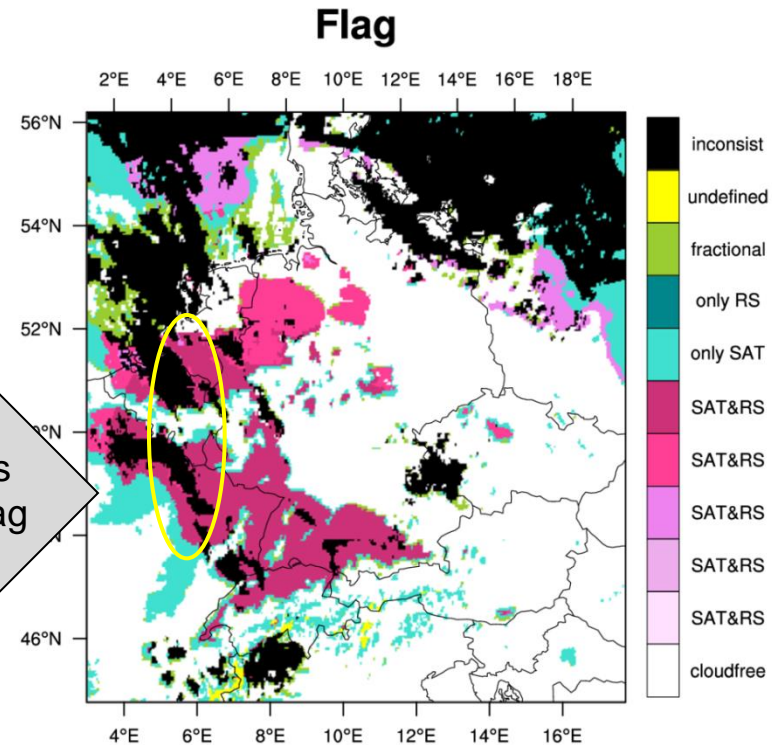 Flag
2°E 4°E 6°E 8°E 10°E 12°E 14°E 16°E 18°E
56°N
54°N
52°N
0°N
N
46°N
4°E 6°E 8°E 10°E 12°E 14°E 16°E
s
ag
inconsist
undefined
fractional
only RS
only SAT
SAT&RS
SAT&RS
SAT&RS
SAT&RS
SAT&RS
cloudfree